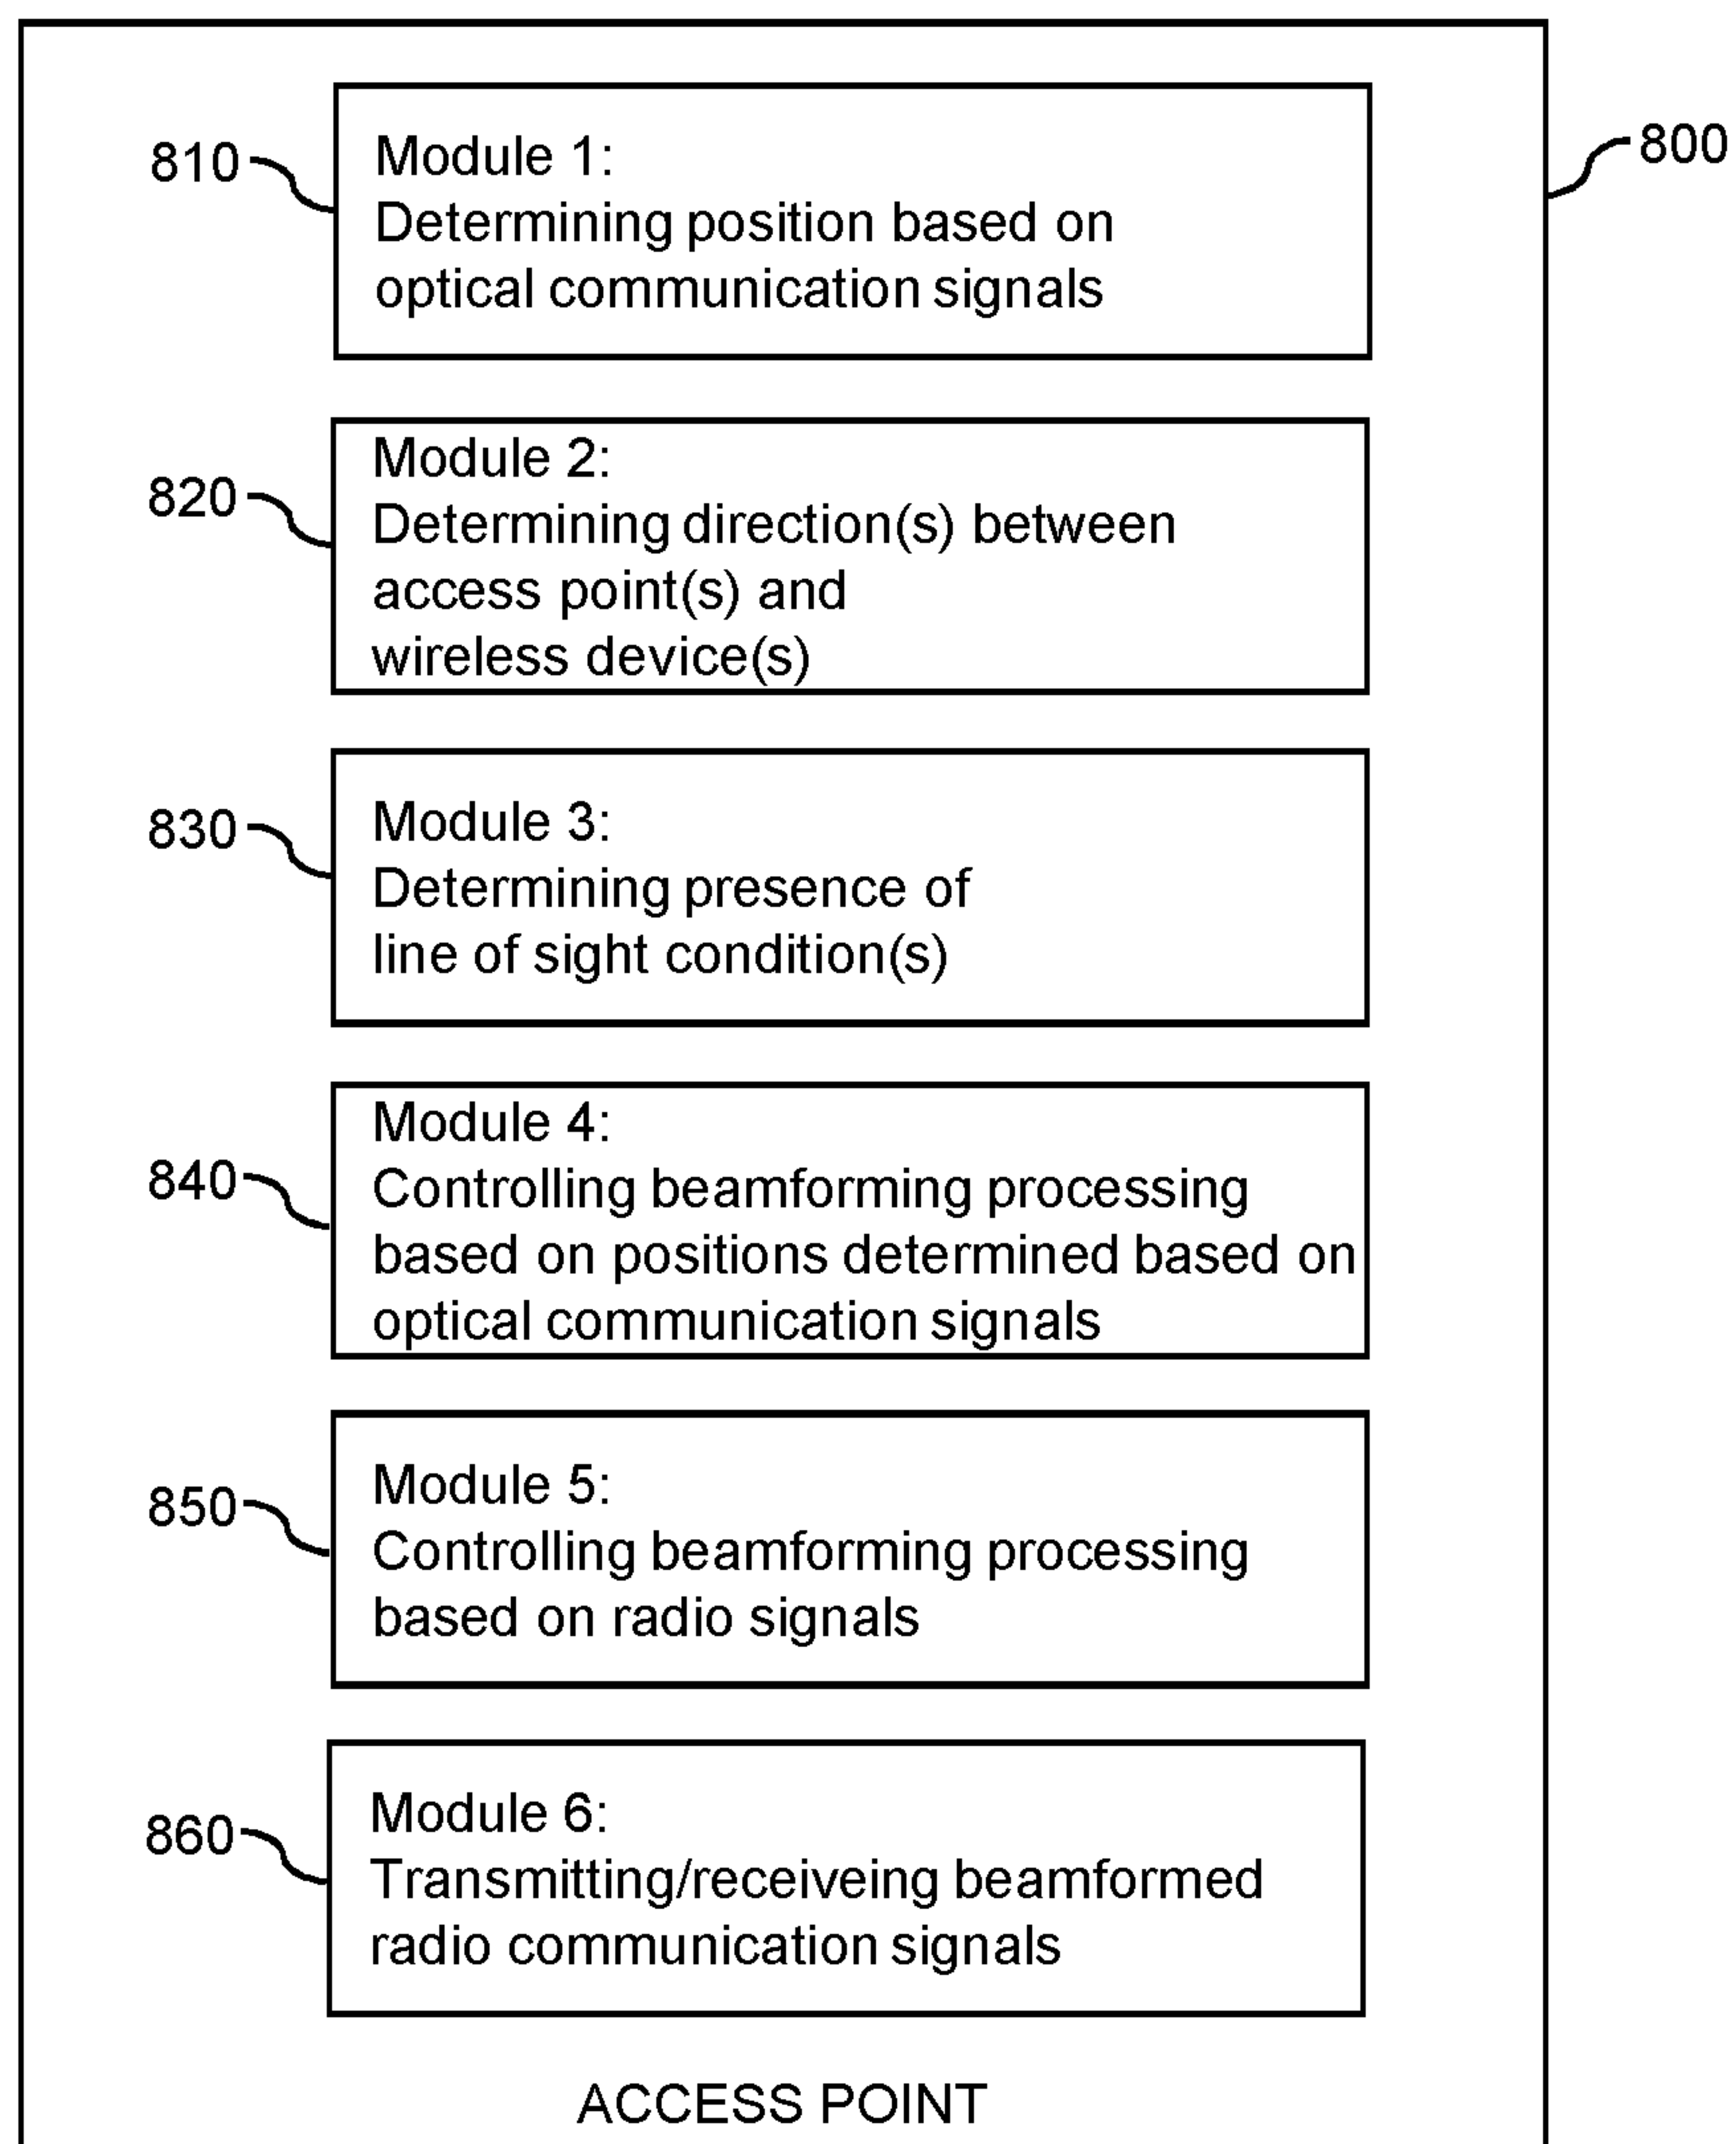 800
810
Module 1:
Determining position based on
optical communication signals
820
Module 2:
Determining direction(s) between
access point(s) and
wireless device(s)
830
Module 3:
Determining presence of
line of sight condition(s)
840
Module 4:
Controlling beamforming processing
based on positions determined based on
optical communication signals
850
Module 5:
Controlling beamforming processing
based on radio signals
860
Module 6:
Transmitting/receiveing beamformed
radio communication signals
ACCESS POINT